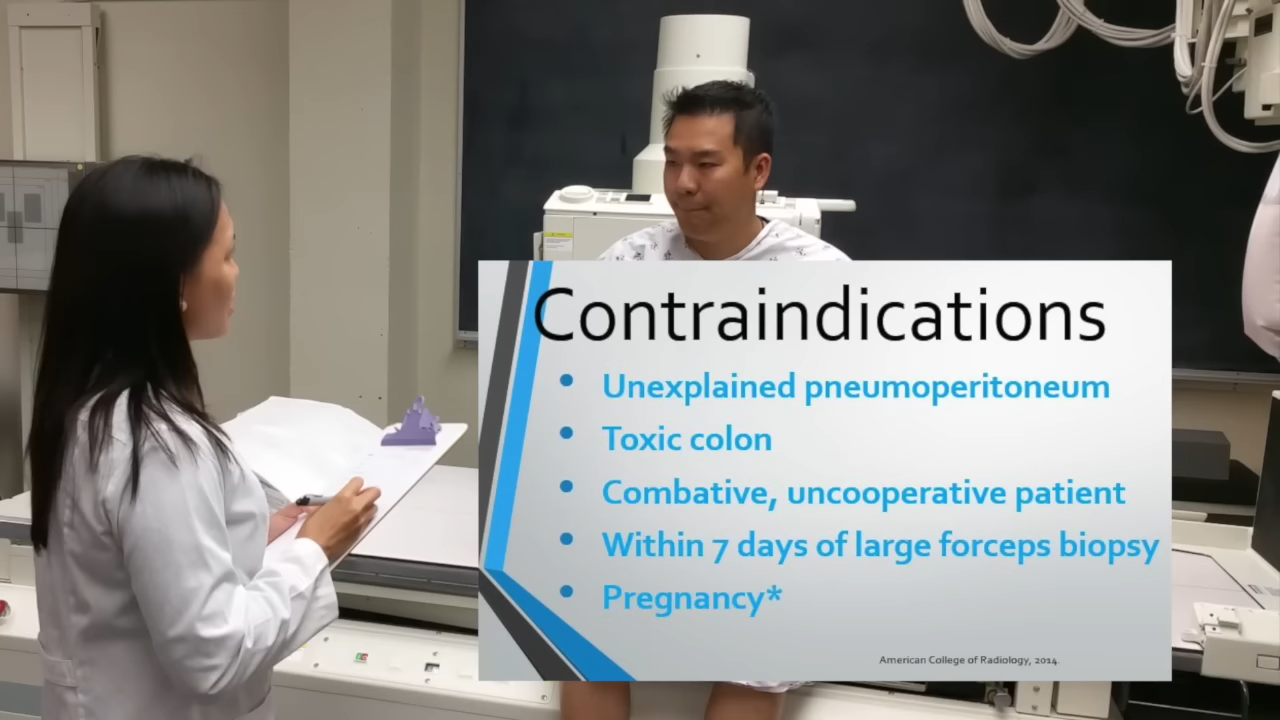 Contraindications
• Unexplained pneumoperitoneum
• Toxic colon
• Combative, uncooperative patient
• Within 7 days of large forceps biopsy
• Pregnancy*
American College of Radiology, 2014.